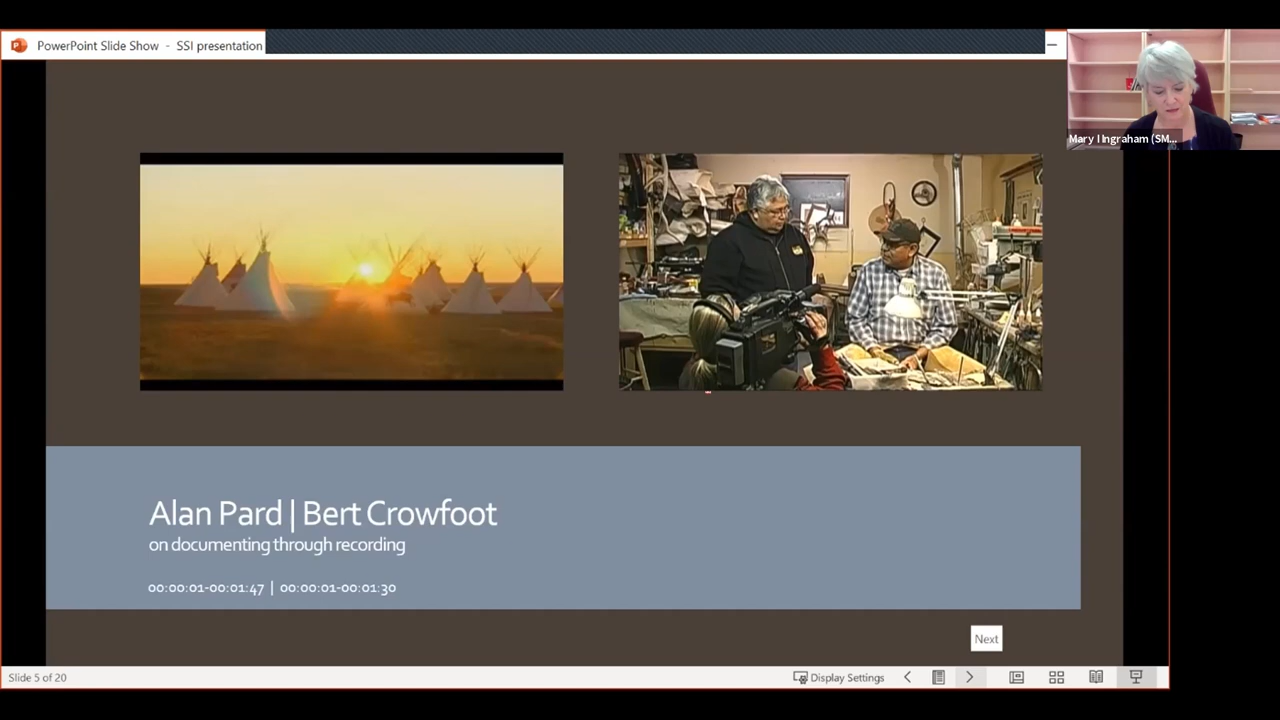 PowerPoint Slide Show - SSI presentation
Mary I Ingraham (SM...
Alan Pard | Bert Crowfoot
on documenting through recording
00:00:01-00:01:47 | 00:00:01-00:01:30
Next
Slide 5 of 20
Display Settings